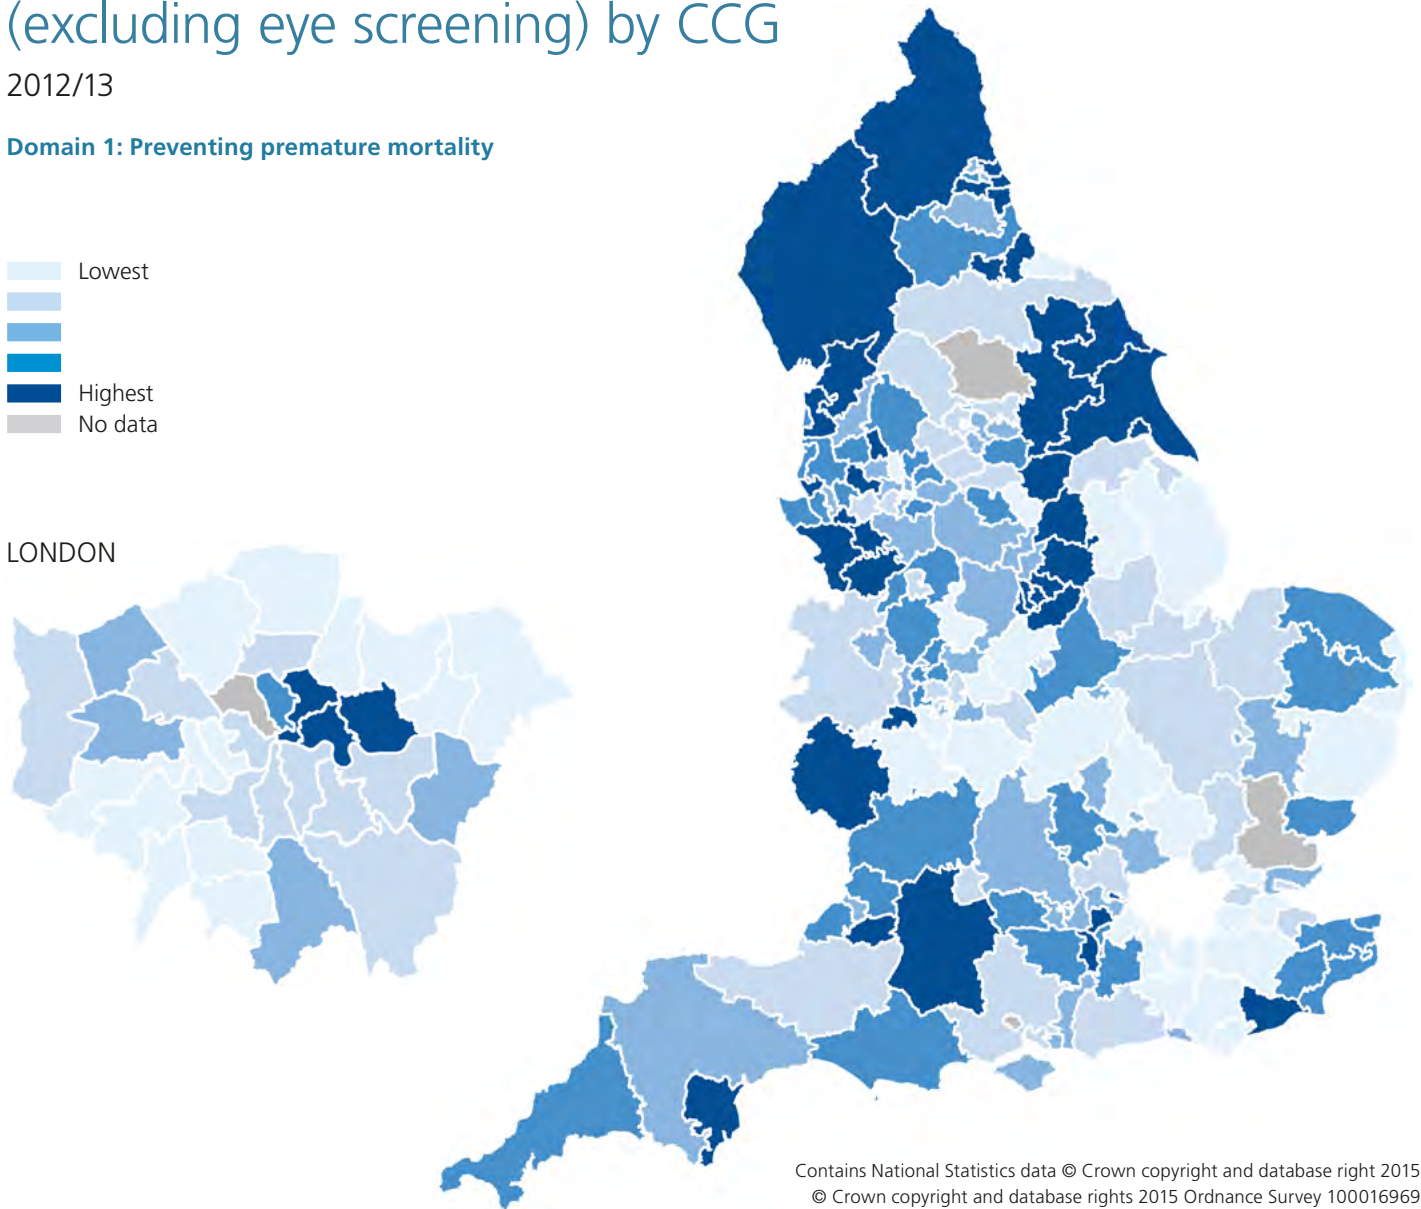 (excluding eye screening) by CCG
2012/13
Domain 1: Preventing premature mortality
Lowest
Highest
No data
LONDON
Contains National Statistics data © Crown copyright and database right 2015
© Crown copyright and database rights 2015 Ordnance Survey 100016969